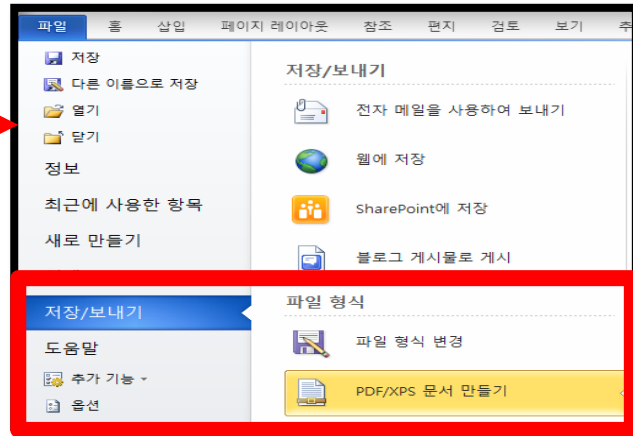 파일 홈 삽입 페이지 레이아웃 참조 편지 검토 보기
저장
다른 이름으로 저장
열기
닫기
정보
최근에 사용한 항목
새로 만들기
저장/보내기
도움말
추가 기능
옵션
저장/보내기
전자 메일을 사용하여 보내기
웹에 저장
SharePoint에 저장
블로그 게시물로 게시
파일 형식
파일 형식 변경
PDF/XPS 문서 만들기